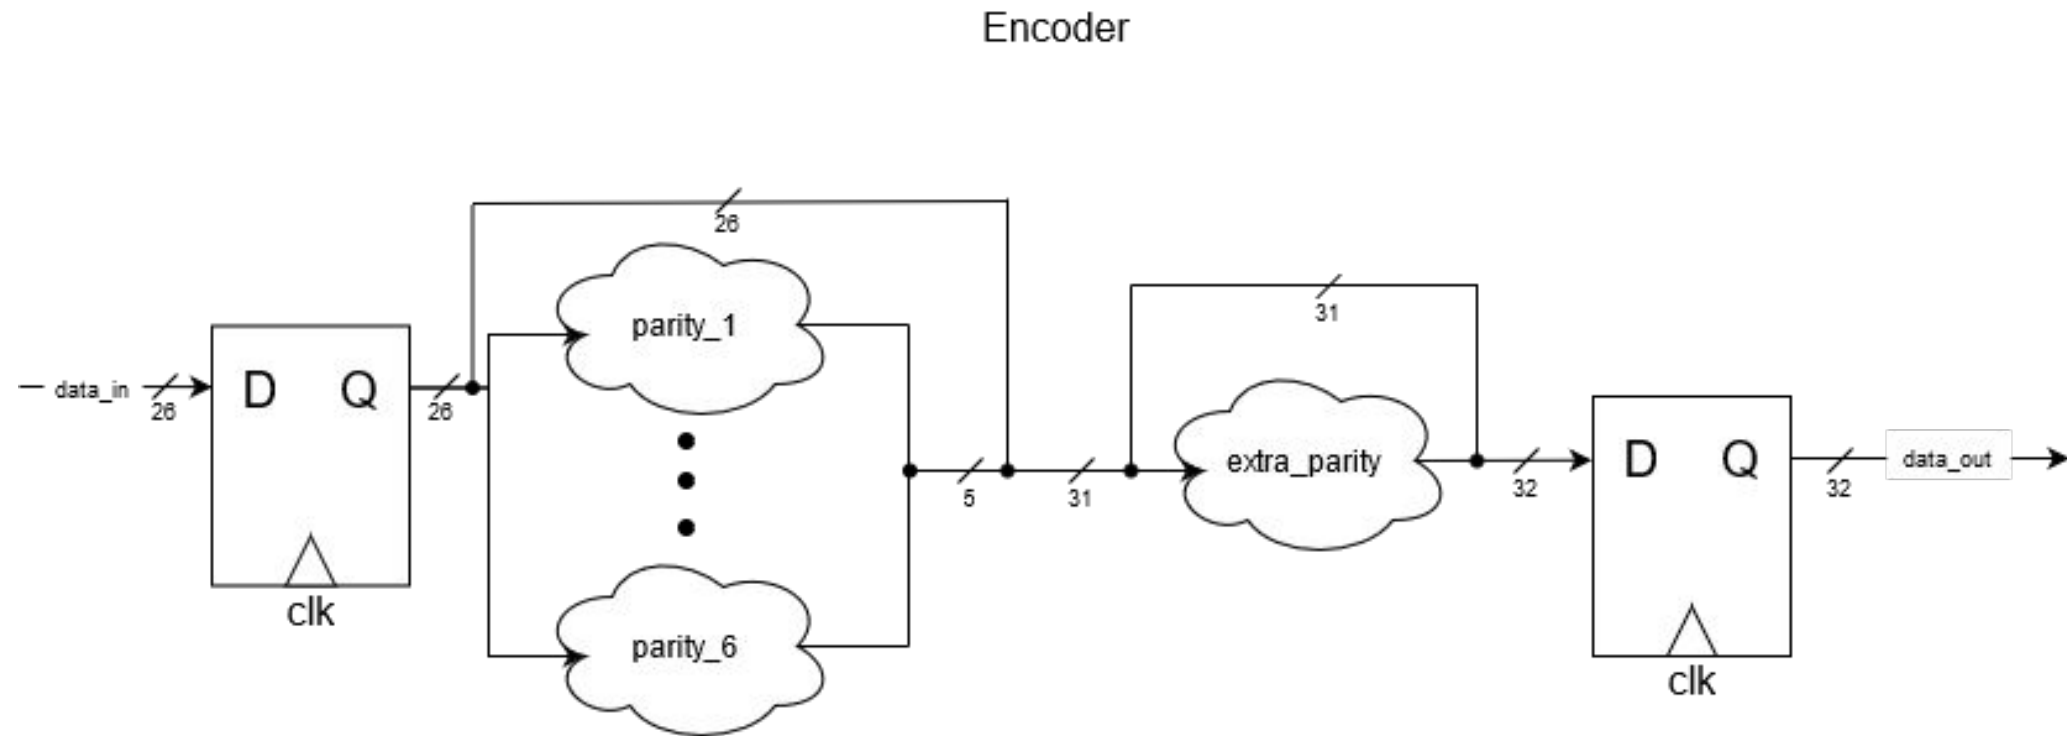 Encoder
26
31
parity_1
data_in
26
D Q
26
clk
extra_parity
5
31
32
D Q
32
data_out
parity_6
clk